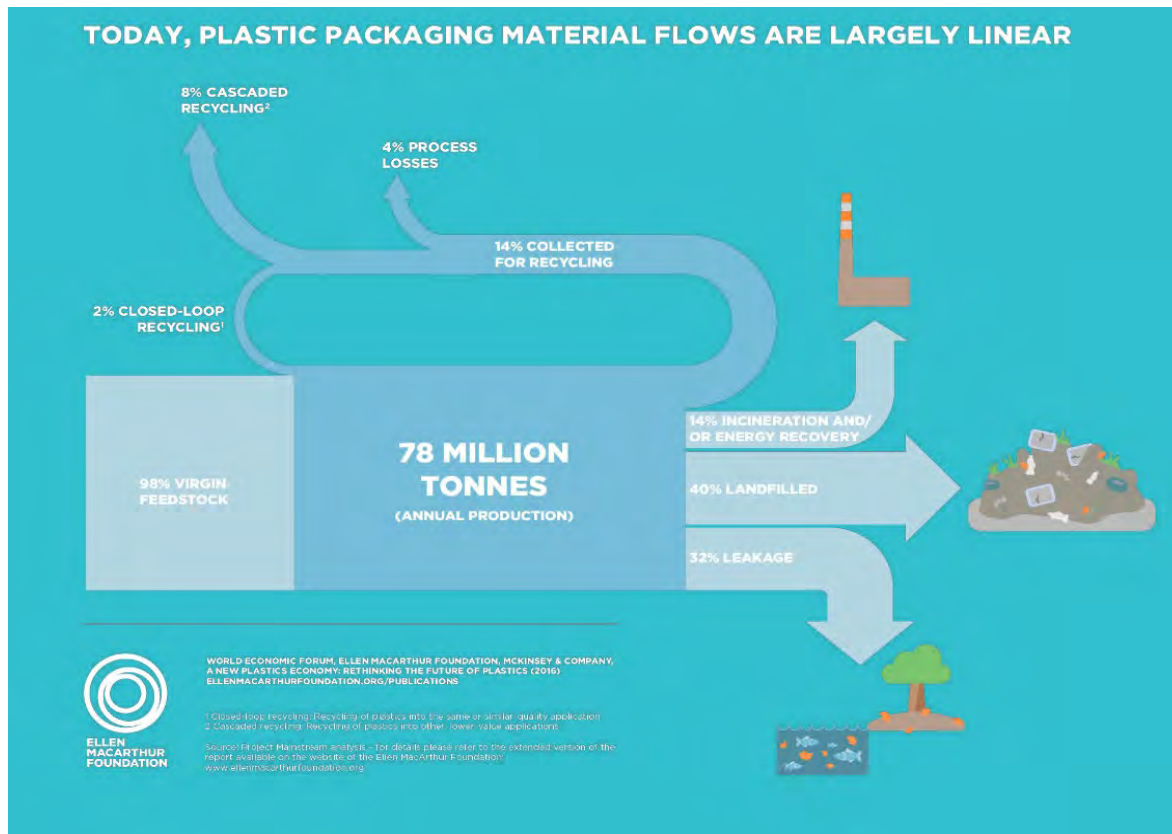 TODAY, PLASTIC PACKAGING MATERIAL FLOWS ARE LARGELY LINEAR
8% CASCADED
RECYCLING²
4% PROCESS
LOSSES
14% COLLECTED
FOR RECYCLING
2% CLOSED-LOOP
RECYCLING¹
98% VIRGIN
FEEDSTOCK
78 MILLION
TONNES
(ANNUAL PRODUCTION)
14% INCINERATION AND/
OR ENERGY RECOVERY
40% LANDFILLED
32% LEAKAGE
ELLEN
MACARTHUR
FOUNDATION
WORLD ECONOMIC FORUM, ELLEN MACARTHUR FOUNDATION, MCKINSEY & COMPANY,
A NEW PLASTICS ECONOMY: RETHINKING THE FUTURE OF PLASTICS (2016)
ELLENMACARTHURFOUNDATION.ORG/PUBLICATIONS
1 Closed-loop recycling: Recycling of plastics into the same or similar-quality application
2 Cascaded recycling: Recycling of plastics into other, lower-value applications
Source: Project Mainstream analysis – for details please refer to the extended version of the
report available on the website of the Ellen MacArthur Foundation:
www.ellenmacarthurfoundation.org